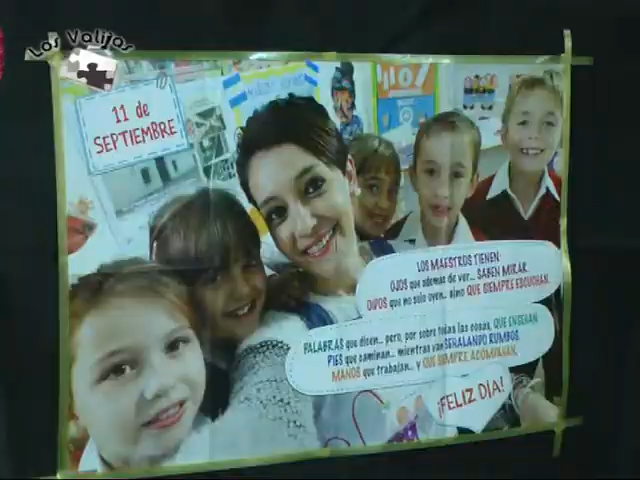 Los Valijas
11 de
SEPTIEMBRE
LOS MAESTROS TIENEN:
OJOS que además de ver... SABEN MIRAR.
OIDOS que no solo oyen... sino QUE SIEMPRE ESCUCHAN.
PALABRAS que dicen... pero, por sobre todas las cosas, QUE ENSEÑAN
PIES que caminan... mientras van SEÑALANDO RUMBOS.
MANOS que trabajan... y QUE SIEMPRE ACOMPAÑAN.
¡FELIZ DIA!